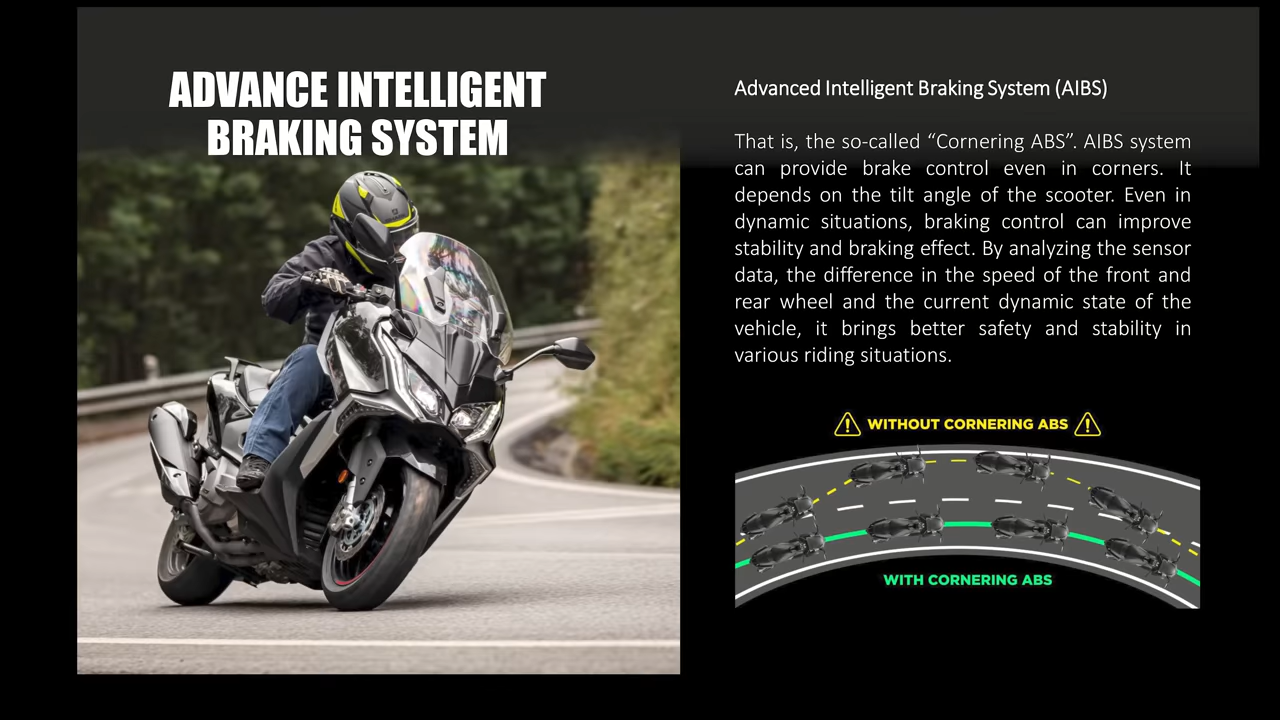 ADVANCE INTELLIGENT
BRAKING SYSTEM
Advanced Intelligent Braking System (AIBS)
That is, the so-called “Cornering ABS”. AIBS system
can provide brake control even in corners. It
depends on the tilt angle of the scooter. Even in
dynamic situations, braking control can improve
stability and braking effect. By analyzing the sensor
data, the difference in the speed of the front and
rear wheel and the current dynamic state of the
vehicle, it brings better safety and stability in
various riding situations.
WITHOUT CORNERING ABS
WITH CORNERING ABS